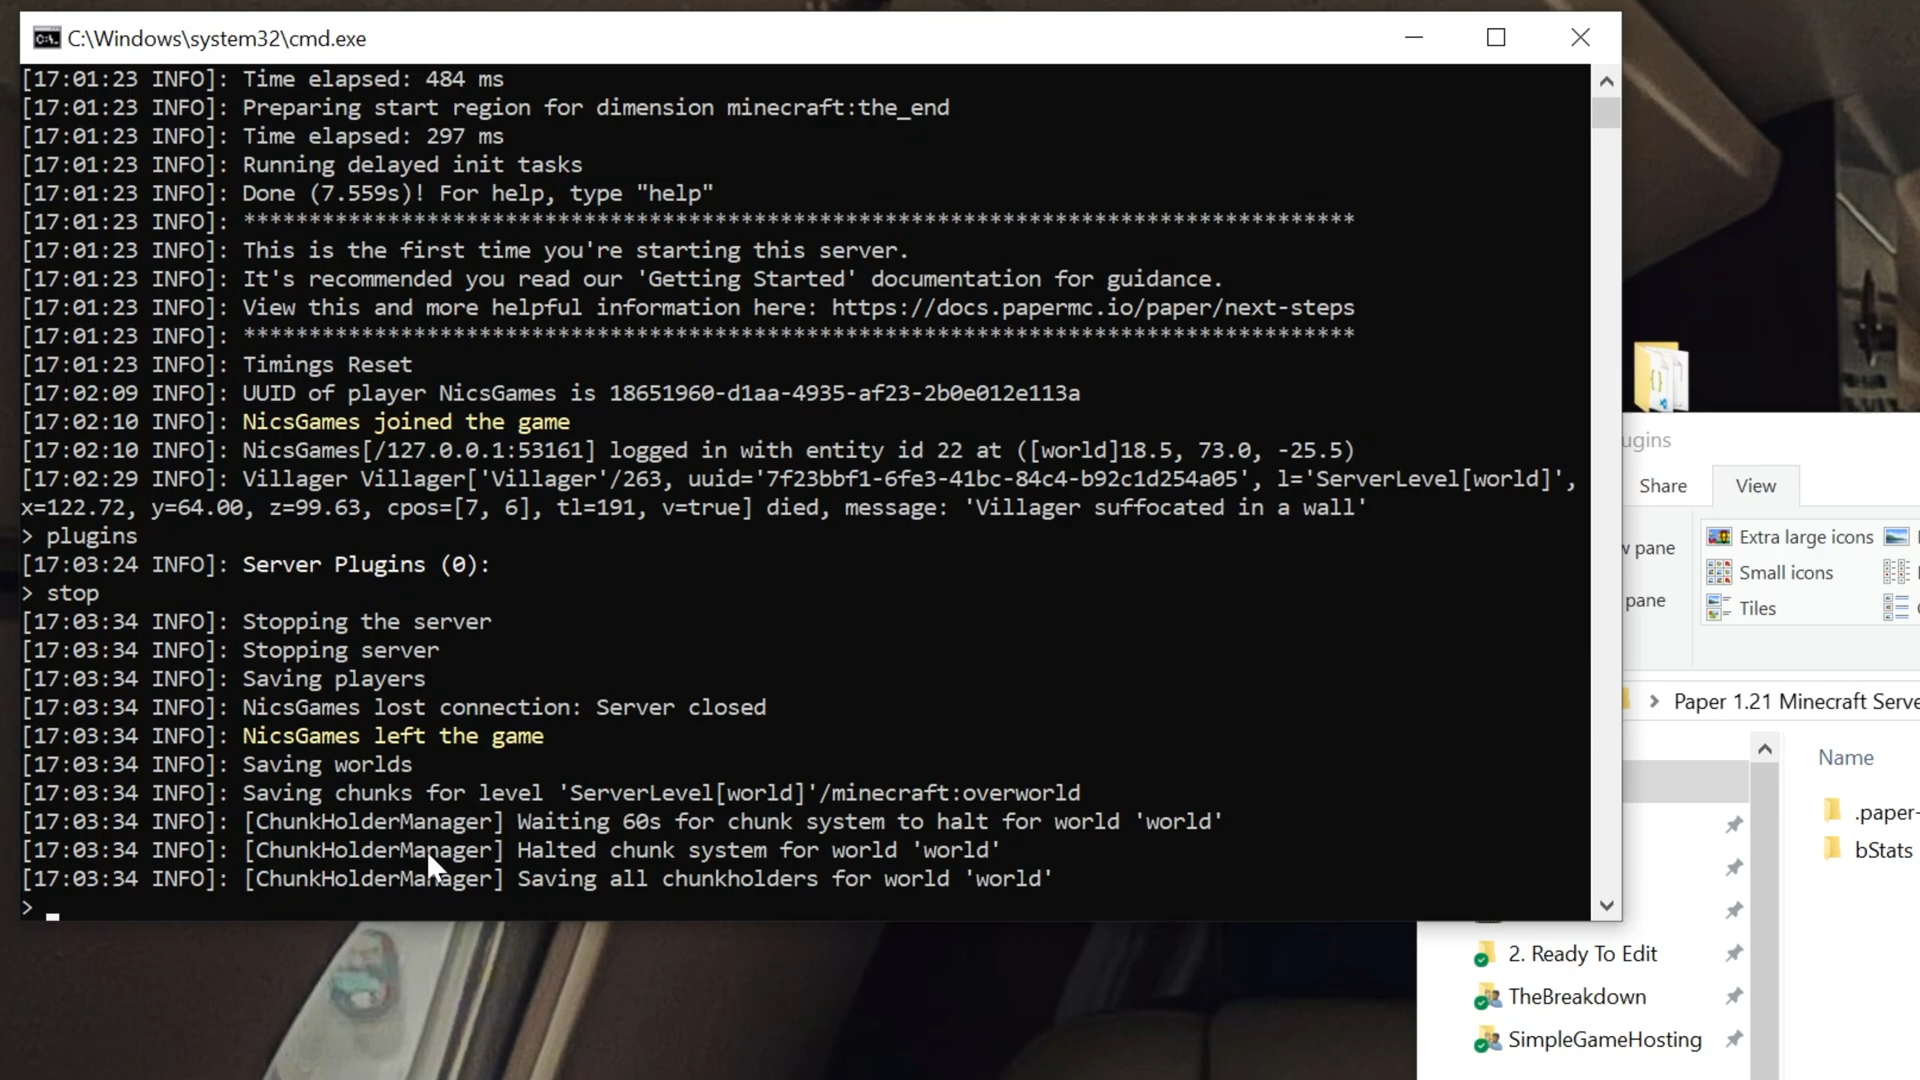 C:\Windows\system32\cmd.exe
[17:01:23 INFO]: Time elapsed: 484 ms
[17:01:23 INFO]: Preparing start region for dimension minecraft:the_end
[17:01:23 INFO]: Time elapsed: 297 ms
[17:01:23 INFO]: Running delayed init tasks
[17:01:23 INFO]: Done (7.559s)! For help, type "help"
[17:01:23 INFO]: *************************************************************************************
[17:01:23 INFO]: This is the first time you're starting this server.
[17:01:23 INFO]: It's recommended you read our 'Getting Started' documentation for guidance.
[17:01:23 INFO]: View this and more helpful information here: https://docs.papermc.io/paper/next-steps
[17:01:23 INFO]: *************************************************************************************
[17:01:23 INFO]: Timings Reset
[17:02:09 INFO]: UUID of player NicsGames is 18651960-d1aa-4935-af23-2b0e012e113a
[17:02:10 INFO]: NicsGames joined the game
[17:02:10 INFO]: NicsGames[/127.0.0.1:53161] logged in with entity id 22 at ([world]18.5, 73.0, -25.5)
[17:02:29 INFO]: Villager Villager['Villager'/263, uuid='7f23bbf1-6fe3-41bc-84c4-b92c1d254a05', l='ServerLevel[world]',
x=122.72, y=64.00, z=99.63, cpos=[7, 6], tl=191, v=true] died, message: 'Villager suffocated in a wall'
> plugins
[17:03:24 INFO]: Server Plugins (0):
> stop
[17:03:34 INFO]: Stopping the server
[17:03:34 INFO]: Stopping server
[17:03:34 INFO]: Saving players
[17:03:34 INFO]: NicsGames lost connection: Server closed
[17:03:34 INFO]: NicsGames left the game
[17:03:34 INFO]: Saving worlds
[17:03:34 INFO]: Saving chunks for level 'ServerLevel[world]'/minecraft:overworld
[17:03:34 INFO]: [ChunkHolderManager] Waiting 60s for chunk system to halt for world 'world'
[17:03:34 INFO]: [ChunkHolderManager] Halted chunk system for world 'world'
[17:03:34 INFO]: [ChunkHolderManager] Saving all chunkholders for world 'world'
>
ugins
Share
View
w pane
Extra large icons
Small icons
pane
Tiles
> Paper 1.21 Minecraft Serve
Name
.paper-
bStats
2. Ready To Edit
TheBreakdown
SimpleGameHosting